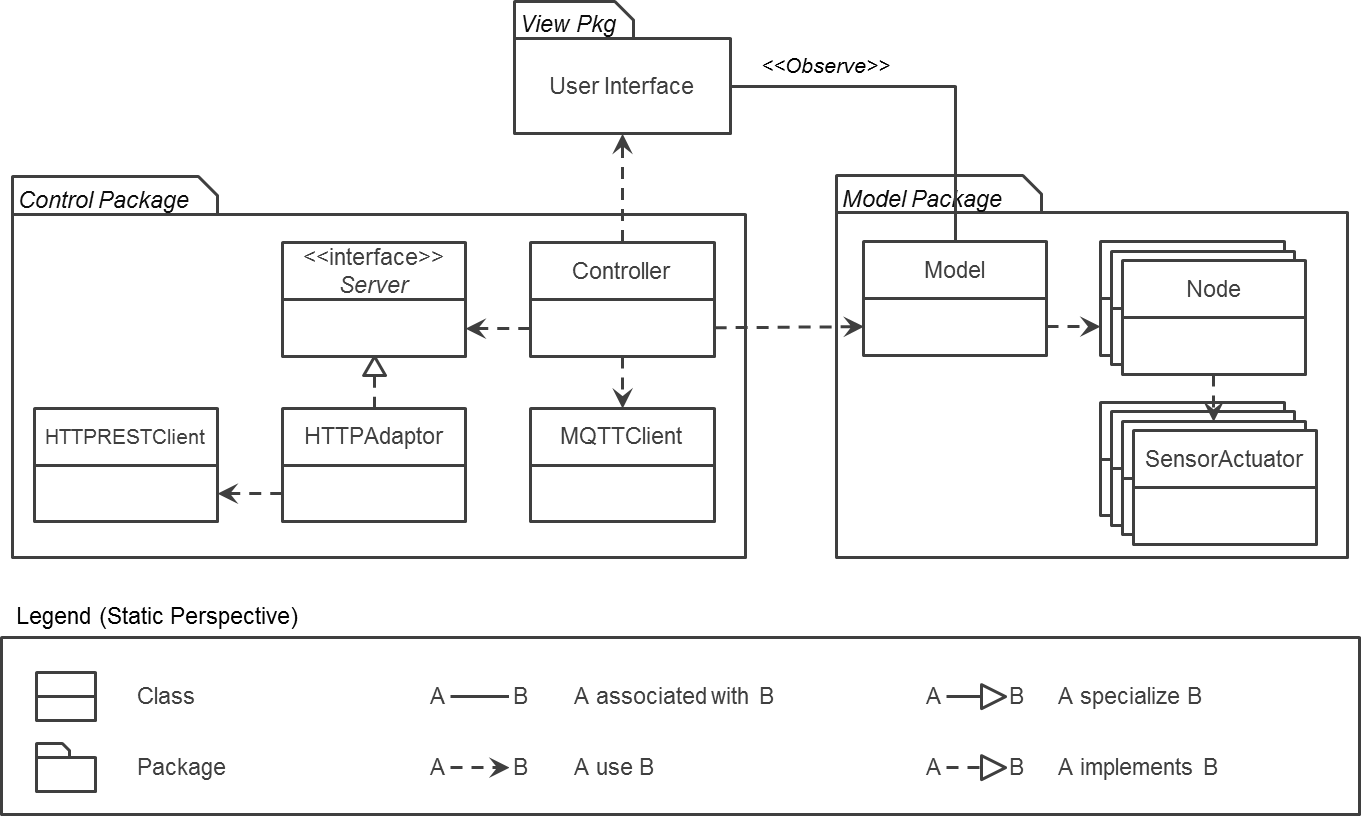 View Pkg
User Interface
<<Observe>>
Control Package
Model Package
<<interface>>
Server
Controller
Model
Node
HTTPRESTClient
HTTPAdaptor
MQTTClient
SensorActuator
Legend (Static Perspective)
Class
A
B
A associated with B
A
B
A specialize B
Package
A
B
A use B
A
B
A implements B